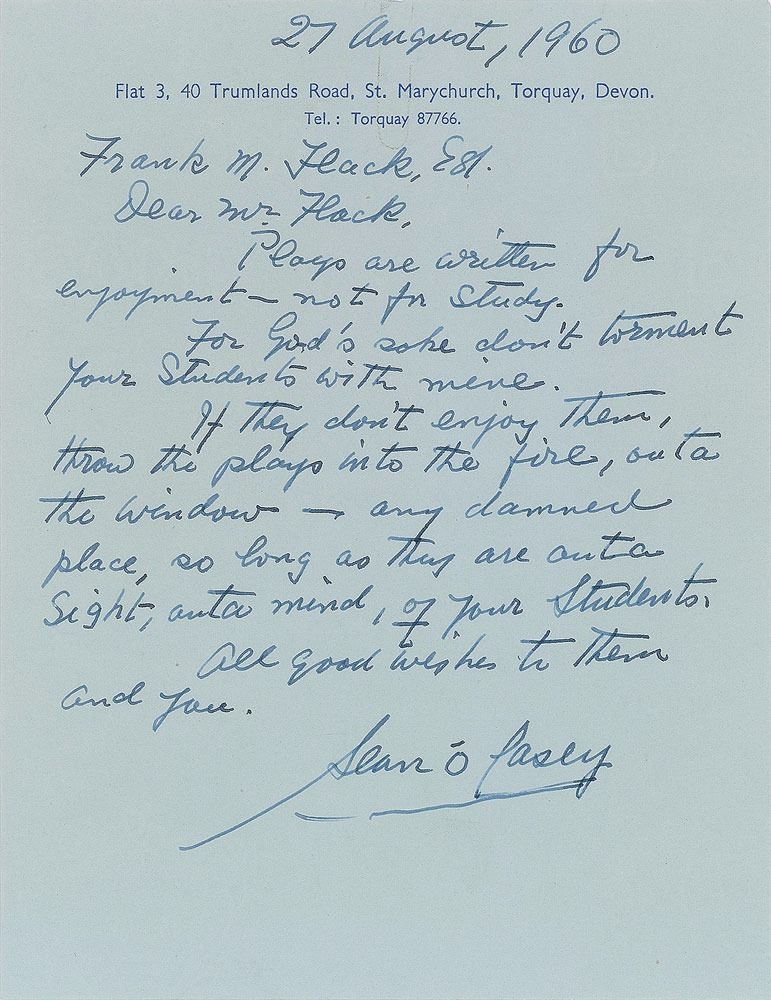 27 August, 1960
Flat 3, 40 Trumlands Road, St. Marychurch, Torquay, Devon.
Tel.: Torquay 87766.
Frank M. Flack, Esq.
Dear Mr Flack,
Plays are written for
enjoyment — not for Study.
For God's sake don't torment
your Students with mine.
If they don't enjoy them,
throw the plays into the fire, outa
the window — any damned
place, so long as they are outa
Sight, outa mind, of your Students.
All good wishes to them
and you.
Sean O Casey